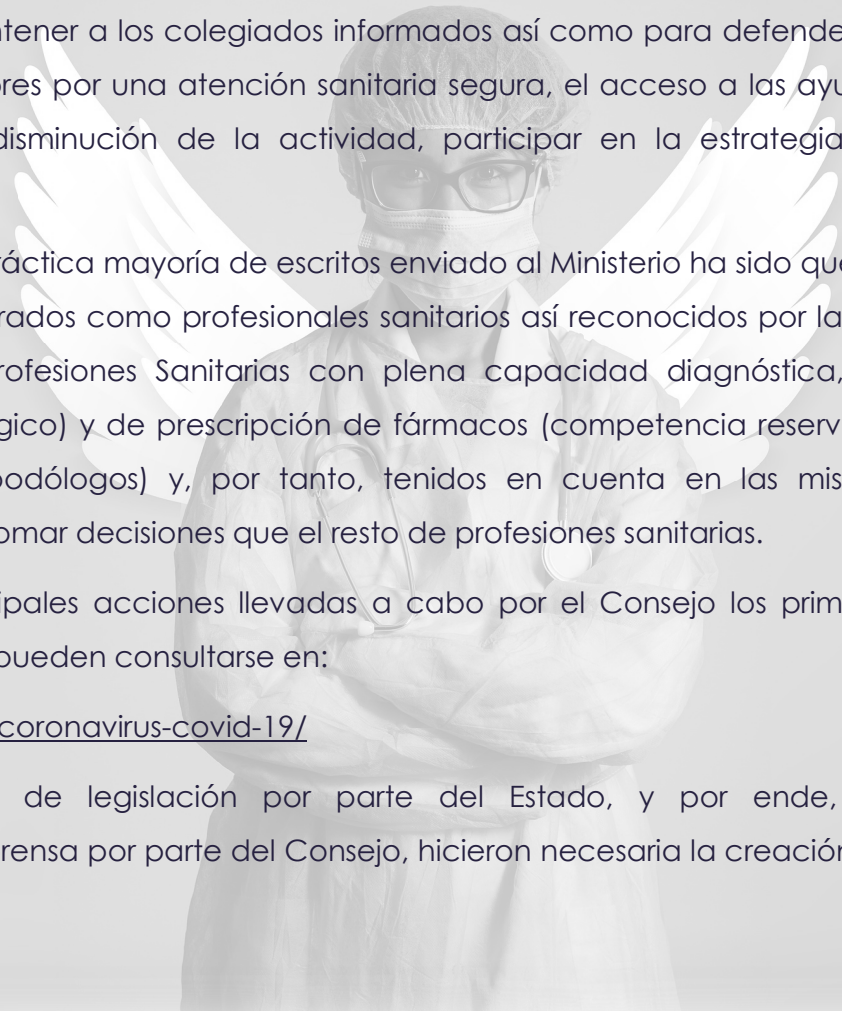 ntener a los colegiados informados así como para defende
ores por una atención sanitaria segura, el acceso a las ayu
disminución de la actividad, participar en la estrategia
ráctica mayoría de escritos enviado al Ministerio ha sido que
rados como profesionales sanitarios así reconocidos por la
rofesiones Sanitarias con plena capacidad diagnóstica,
gico) y de prescripción de fármacos (competencia reserv
podólogos) y, por tanto, tenidos en cuenta en las mis
omar decisiones que el resto de profesiones sanitarias.
ipales acciones llevadas a cabo por el Consejo los prim
pueden consultarse en:
coronavirus-covid-19/
de legislación por parte del Estado, y por ende,
rensa por parte del Consejo, hicieron necesaria la creación